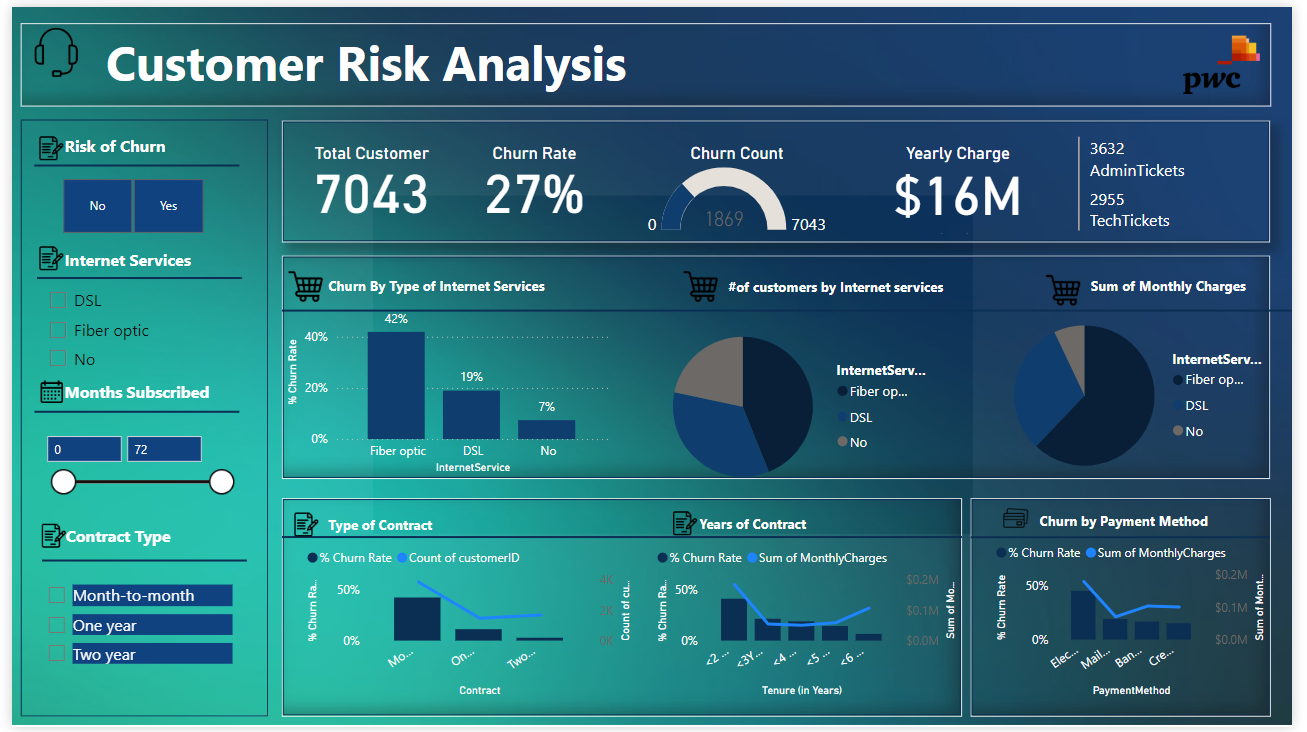 Customer Risk Analysis
pwc
Risk of Churn
No
Yes
Internet Services
DSL
Fiber optic
No
Months Subscribed
0
72
Contract Type
Month-to-month
One year
Two year
Total Customer
7043
Churn Rate
27%
Churn Count
0
1869
7043
Yearly Charge
$16M
3632
AdminTickets
2955
TechTickets
Churn By Type of Internet Services
% Churn Rate
40%
20%
0%
42%
19%
7%
Fiber optic
DSL
No
InternetService
#of customers by Internet services
InternetServ...
Fiber op...
DSL
No
Sum of Monthly Charges
InternetServ...
Fiber op...
DSL
No
Type of Contract
% Churn Rate
Count of customerID
% Churn Ra...
50%
0%
4K
2K
0K
Count of cu...
Mo...
On...
Two...
Contract
Years of Contract
% Churn Rate
Sum of MonthlyCharges
% Churn Ra...
50%
0%
$0.2M
$0.1M
$0.0M
Sum of Mo...
<2 ...
<3Y...
<4 ...
<5 ...
<6 ...
Tenure (in Years)
Churn by Payment Method
% Churn Rate
Sum of MonthlyCharges
% Churn Rate
50%
0%
$0.2M
$0.1M
$0.0M
Sum of Mont...
Elec...
Mail...
Ban...
Cre...
PaymentMethod